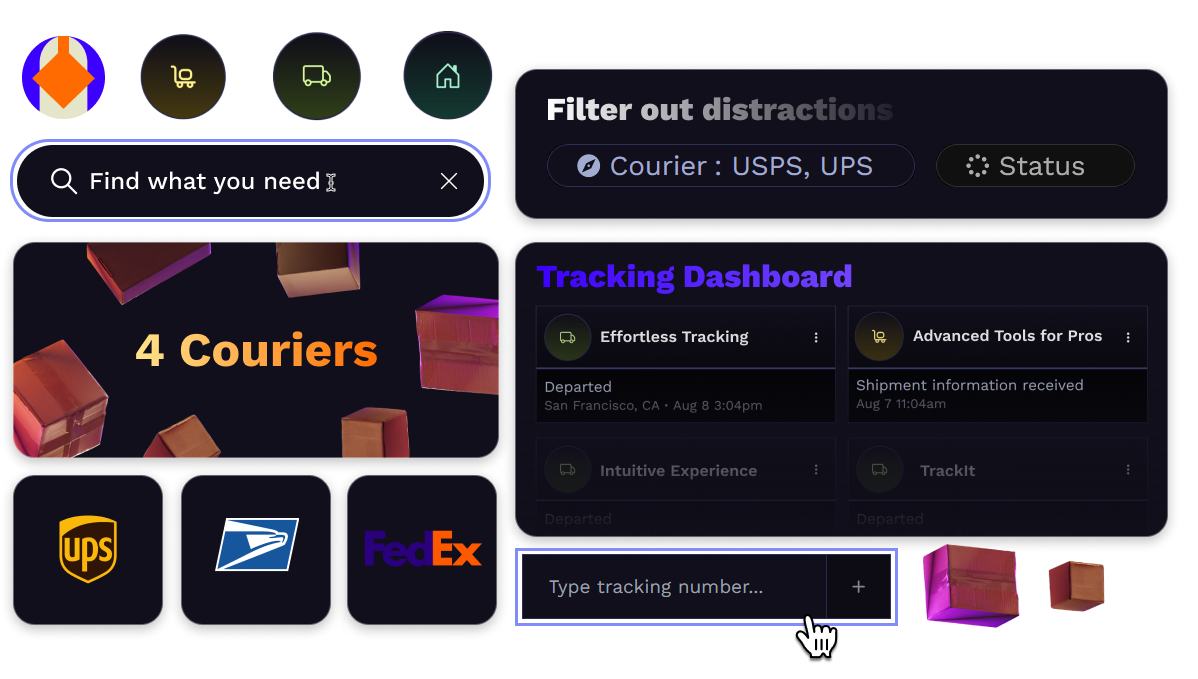 Find what you need
Filter out distractions
Courier : USPS, UPS
Status
4 Couriers
Tracking Dashboard
Effortless Tracking
Departed
San Francisco, CA • Aug 8 3:04pm
Advanced Tools for Pros
Shipment information received
Aug 7 11:04am
Intuitive Experience
Departed
TrackIt
Departed
ups
FedEx
Type tracking number...
+